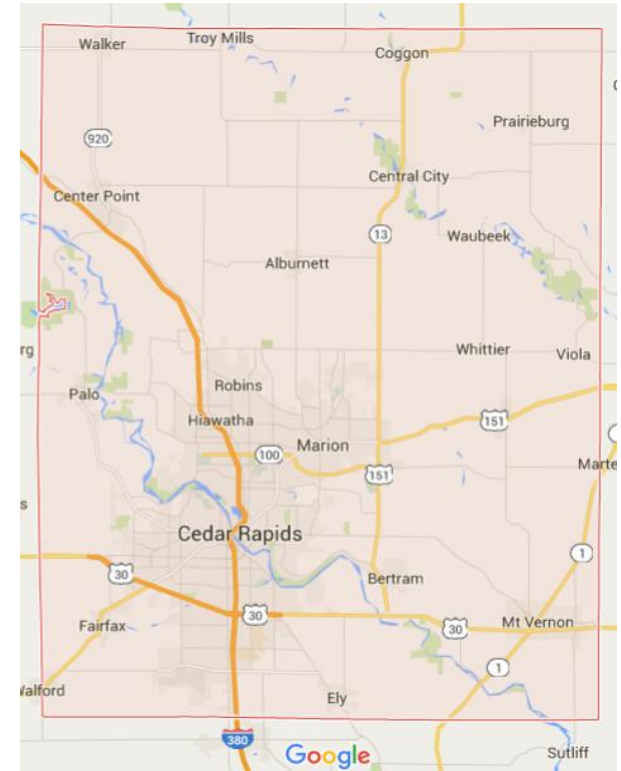 Walker
Troy Mills
Coggon
Prairieburg
920
Central City
Center Point
13
Waubeek
Alburnett
rg
Whittier
Viola
Robins
Palo
Hiawatha
151
100
Marion
151
Marte
s
Cedar Rapids
1
30
Bertram
30
30
Mt Vernon
Fairfax
1
Walford
Ely
380
Google
Sutliff